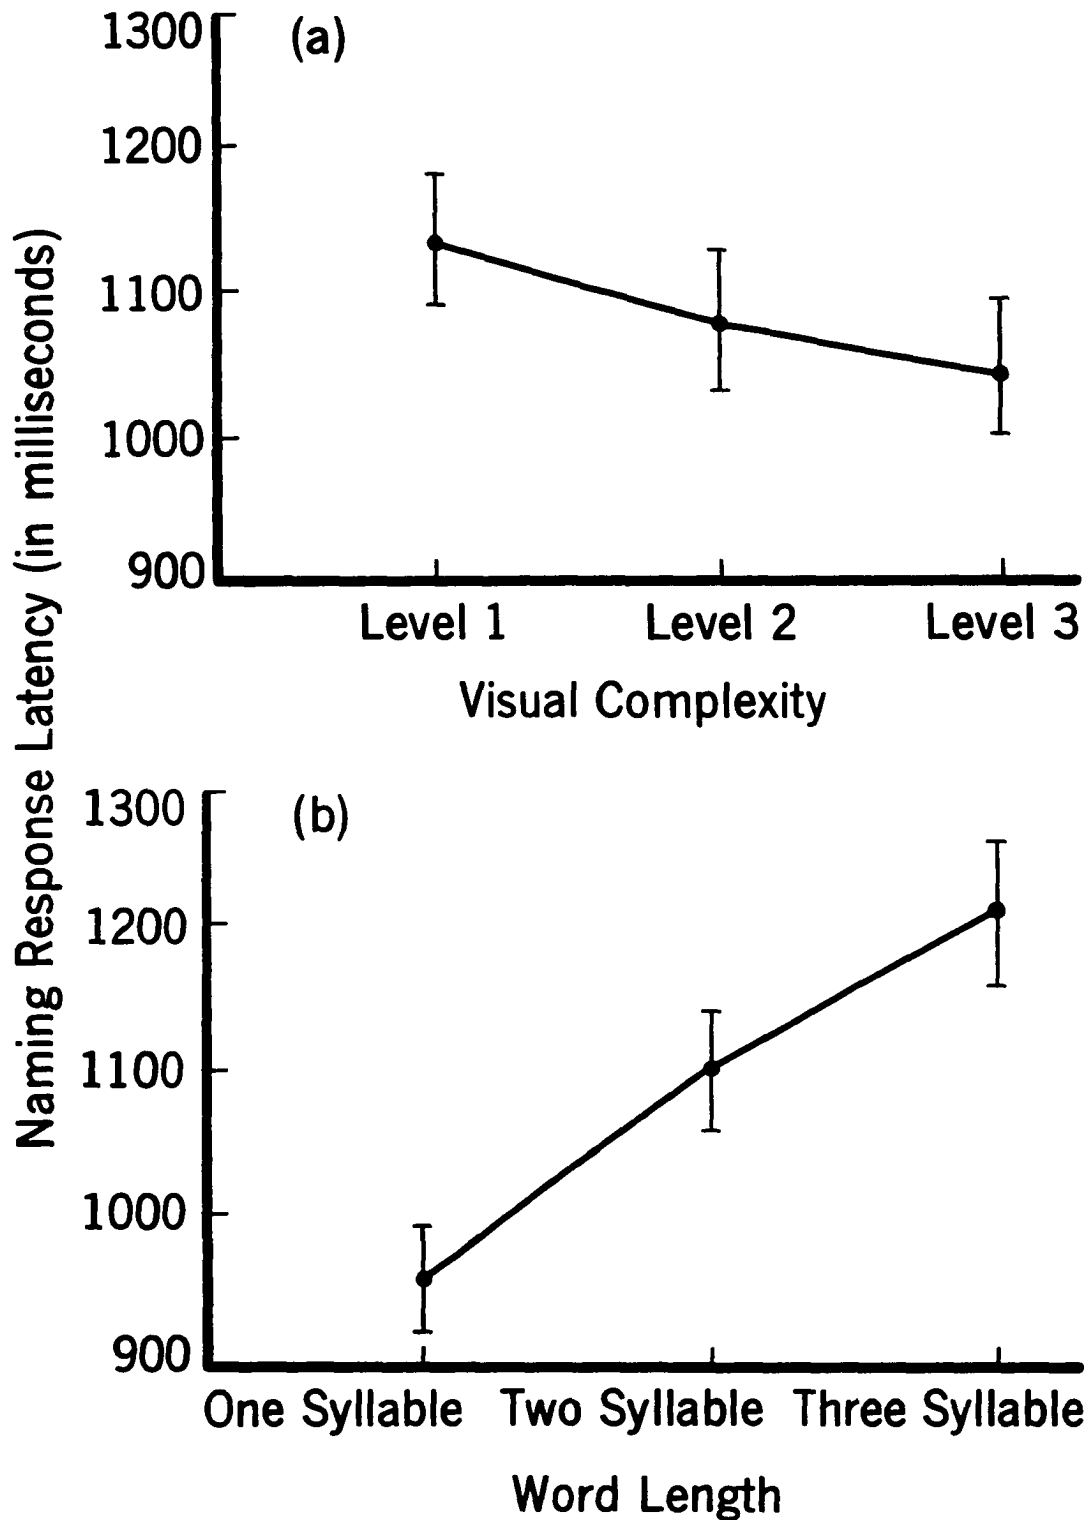 Naming Response Latency (in milliseconds)
(a)
1300
1200
1100
1000
900
Level 1 Level 2 Level 3
Visual Complexity
(b)
1300
1200
1100
1000
900
One Syllable Two Syllable Three Syllable
Word Length